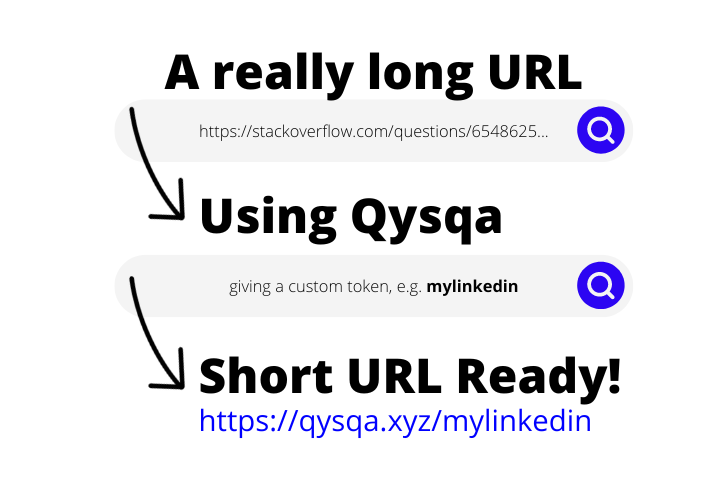 A really long URL
https://stackoverflow.com/questions/6548625...
Using Qysqa
giving a custom token, e.g. mylinkedin
Short URL Ready!
https://qysqa.xyz/mylinkedin